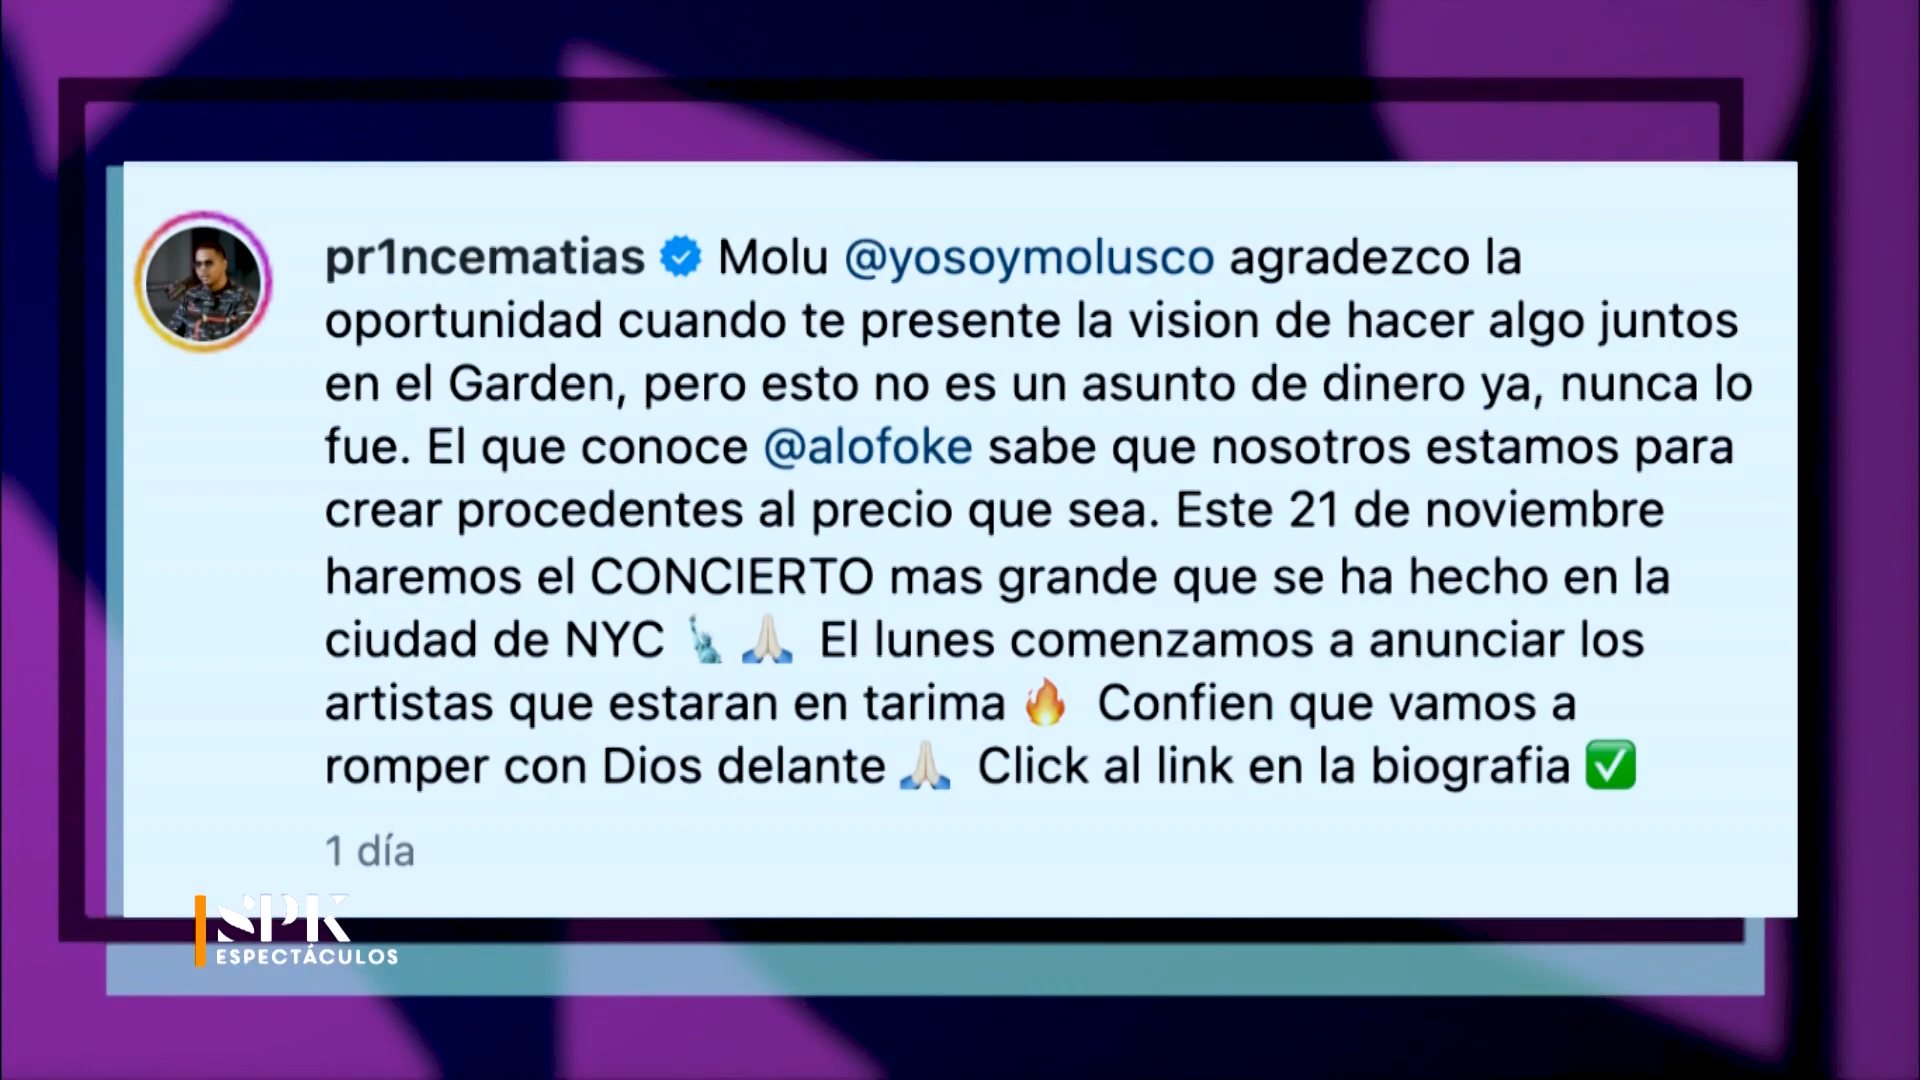 pr1ncematias Molu @yosoymolusco agradezco la
oportunidad cuando te presente la vision de hacer algo juntos
en el Garden, pero esto no es un asunto de dinero ya, nunca lo
fue. El que conoce @alofoke sabe que nosotros estamos para
crear procedentes al precio que sea. Este 21 de noviembre
haremos el CONCIERTO mas grande que se ha hecho en la
ciudad de NYC 🗽 🙏🏻 El lunes comenzamos a anunciar los
artistas que estaran en tarima 🔥 Confien que vamos a
romper con Dios delante 🙏🏻 Click al link en la biografia ✅
1 día
SPK
ESPECTÁCULOS